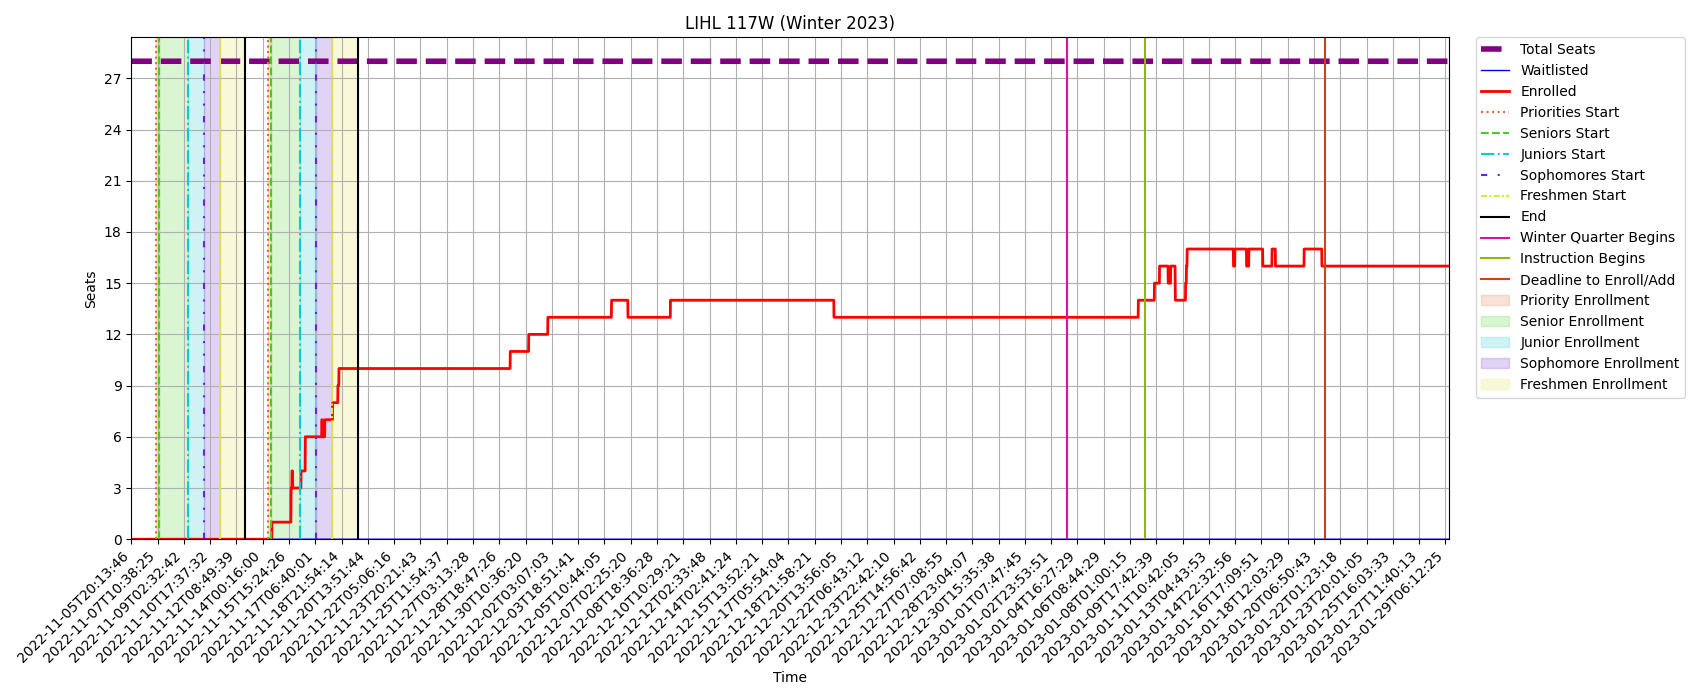 LIHL 117W (Winter 2023)
Seats
27
24
21
18
15
12
9
6
3
0
2022-11-05T20:13:46
2022-11-07T10:38:25
2022-11-09T02:32:42
2022-11-10T17:37:32
2022-11-12T08:49:39
2022-11-14T00:16:00
2022-11-15T15:24:26
2022-11-17T06:40:01
2022-11-18T21:54:14
2022-11-20T13:51:44
2022-11-22T05:06:16
2022-11-23T20:21:43
2022-11-25T11:54:37
2022-11-27T03:13:28
2022-11-28T18:47:26
2022-11-30T10:36:20
2022-12-02T03:07:03
2022-12-03T18:51:41
2022-12-05T10:44:05
2022-12-07T02:25:20
2022-12-08T18:36:28
2022-12-10T10:29:21
2022-12-12T02:33:48
2022-12-14T02:41:24
2022-12-15T13:52:21
2022-12-17T05:54:04
2022-12-18T21:58:21
2022-12-20T13:56:05
2022-12-22T06:43:12
2022-12-23T22:42:10
2022-12-25T14:56:42
2022-12-27T07:08:55
2022-12-28T23:04:07
2022-12-30T15:35:38
2023-01-01T07:47:45
2023-01-02T23:53:51
2023-01-04T16:27:29
2023-01-06T08:44:29
2023-01-08T01:00:15
2023-01-09T17:42:39
2023-01-11T10:42:05
2023-01-13T04:43:53
2023-01-14T22:32:56
2023-01-16T17:09:51
2023-01-18T12:03:29
2023-01-20T06:50:43
2023-01-22T01:23:18
2023-01-23T20:01:05
2023-01-25T16:03:33
2023-01-27T11:40:13
2023-01-29T06:12:25
Time
Total Seats
Waitlisted
Enrolled
Priorities Start
Seniors Start
Juniors Start
Sophomores Start
Freshmen Start
End
Winter Quarter Begins
Instruction Begins
Deadline to Enroll/Add
Priority Enrollment
Senior Enrollment
Junior Enrollment
Sophomore Enrollment
Freshmen Enrollment